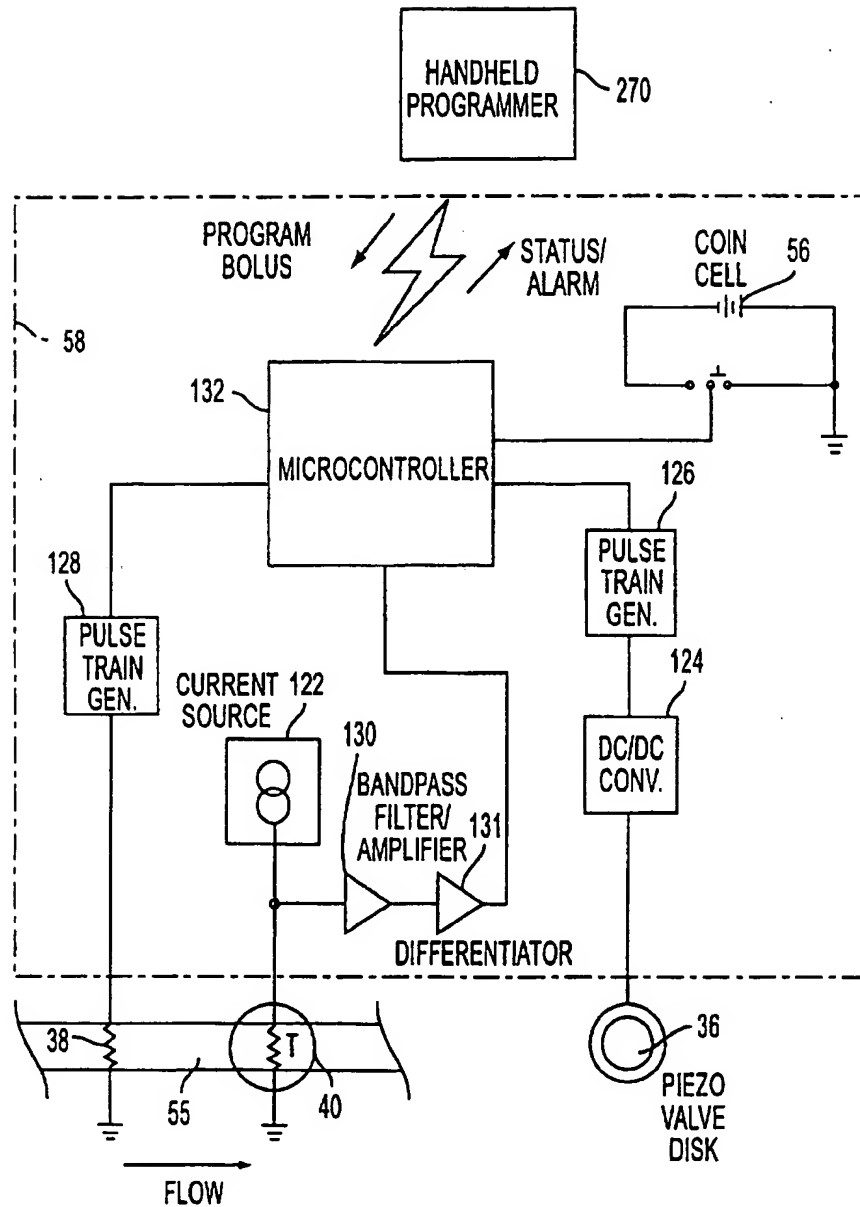 HANDHELD
PROGRAMMER
270
PROGRAM
BOLUS
STATUS/
ALARM
COIN
CELL
56
58
132
MICROCONTROLLER
126
PULSE
TRAIN
GEN.
128
PULSE
TRAIN
GEN.
124
DC/DC
CONV.
CURRENT
SOURCE
122
130
BANDPASS
FILTER/
AMPLIFIER
131
DIFFERENTIATOR
38
55
T
40
36
PIEZO
VALVE
DISK
FLOW